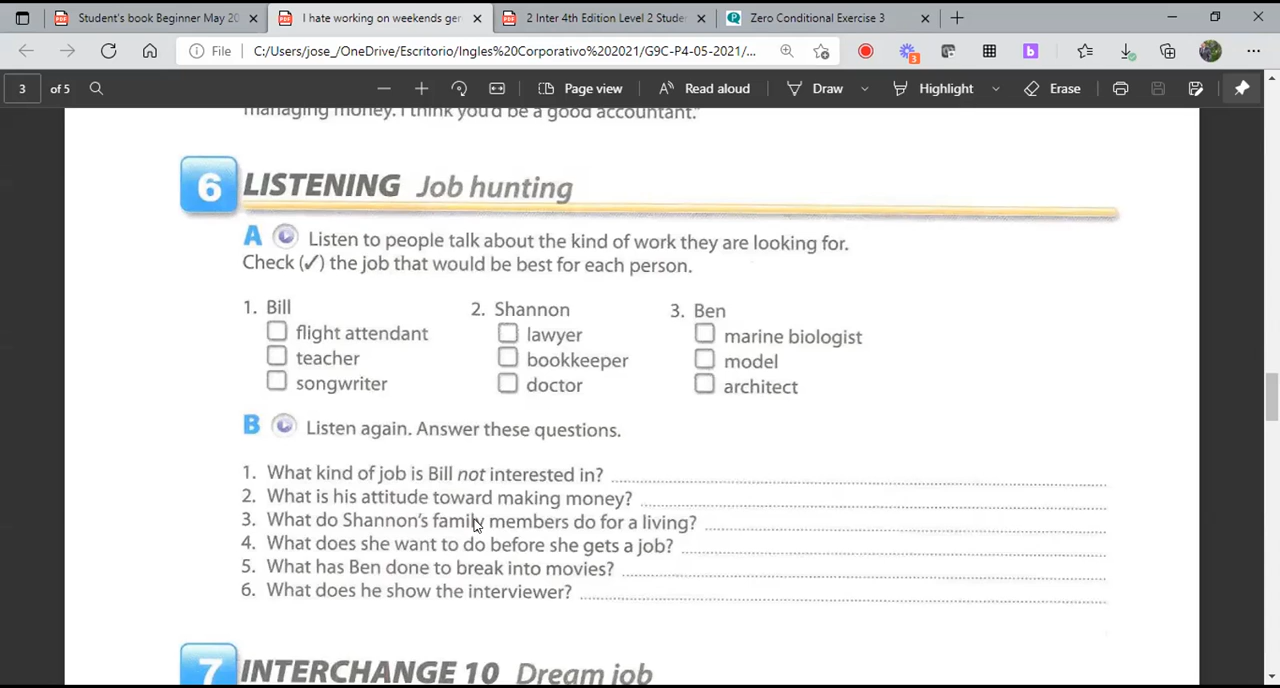 Student's book Beginner May 20
I hate working on weekends ger
2 Inter 4th Edition Level 2 Stude
Zero Conditional Exercise 3
File
C:/Users/jose_/OneDrive/Escritorio/Ingles%20Corporativo%202021/G9C-P4-05-2021/...
3 of 5
Page view
Read aloud
Draw
Highlight
Erase
managing money. I think you'd be a good accountant."
6 LISTENING Job hunting
A Listen to people talk about the kind of work they are looking for.
Check (✓) the job that would be best for each person.
1. Bill
flight attendant
teacher
songwriter
2. Shannon
lawyer
bookkeeper
doctor
3. Ben
marine biologist
model
architect
B Listen again. Answer these questions.
1. What kind of job is Bill not interested in?
2. What is his attitude toward making money?
3. What do Shannon's family members do for a living?
4. What does she want to do before she gets a job?
5. What has Ben done to break into movies?
6. What does he show the interviewer?
7 INTERCHANGE 10 Dream job